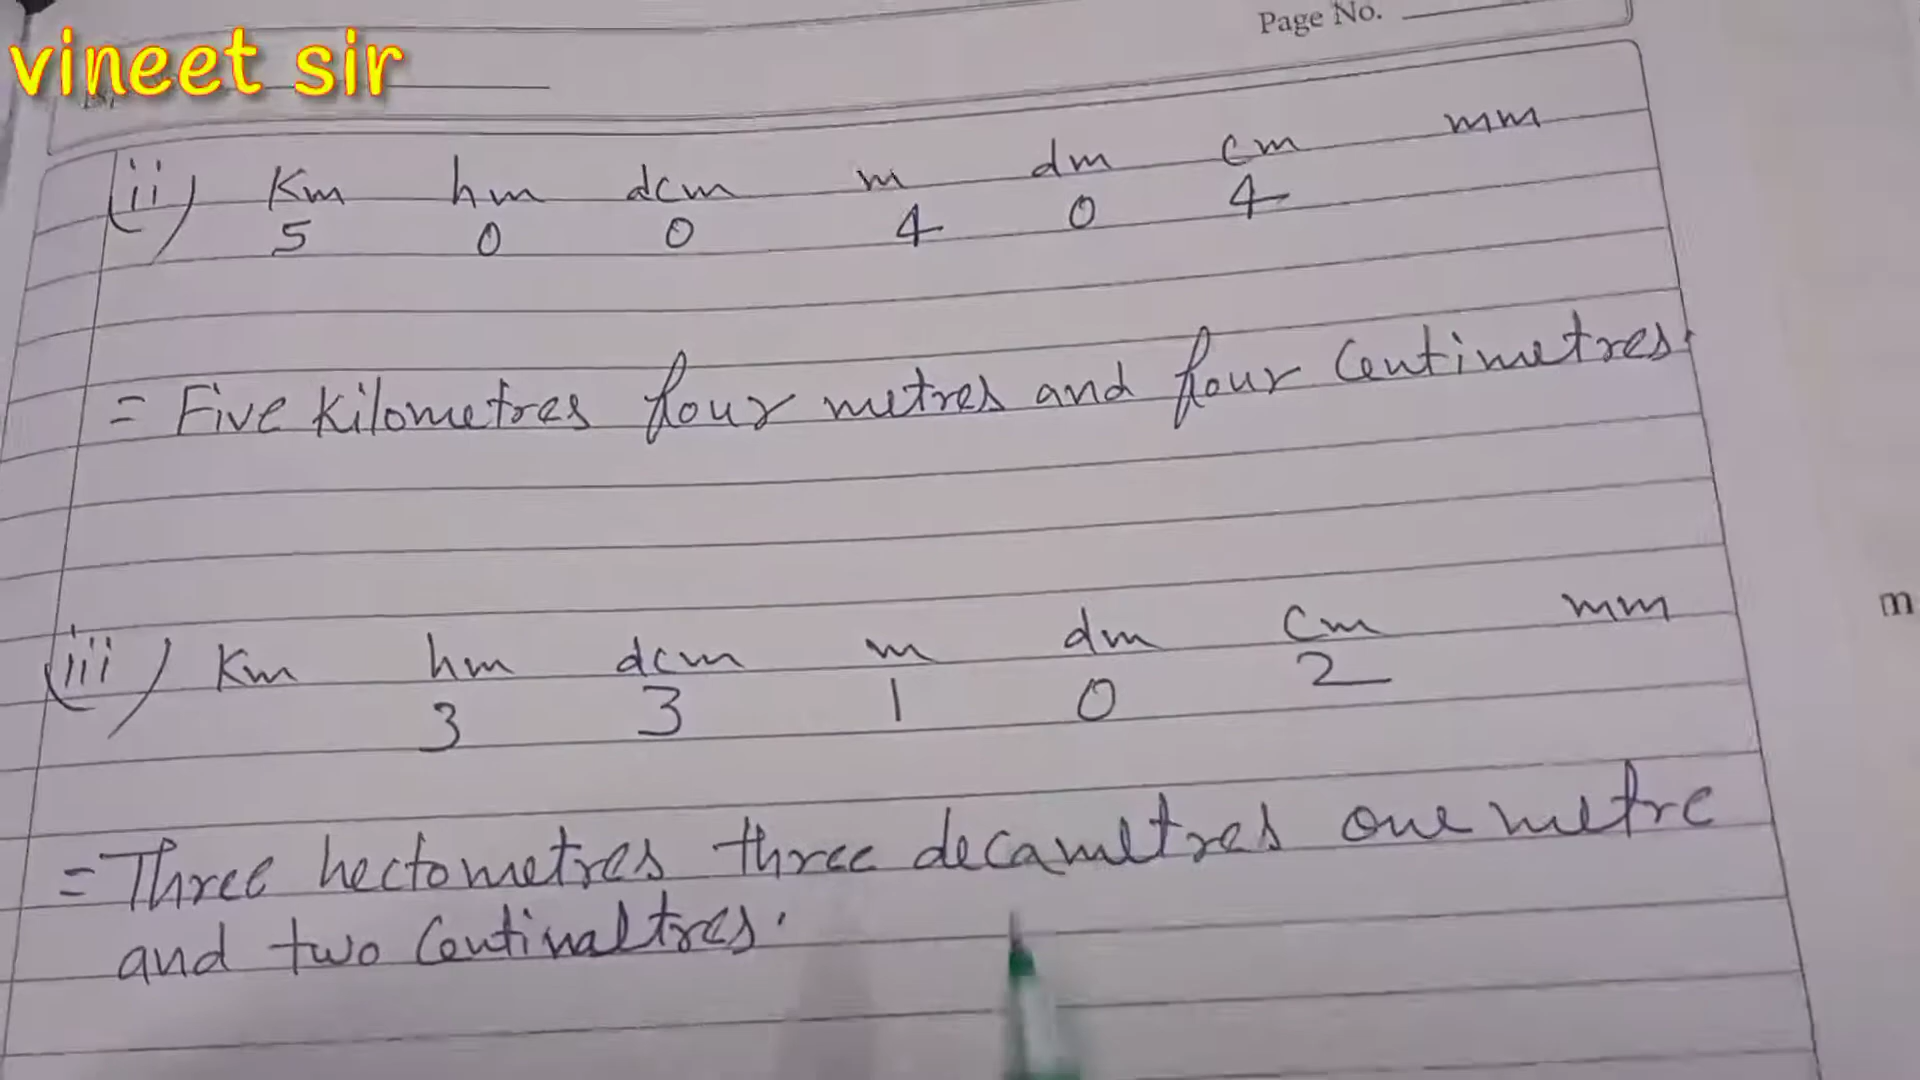 Page No.
vineet sir
(ii) Km hm dcm m dm cm mm
5 0 0 4 0 4
= Five kilometres four metres and four Centimetres.
(iii) Km hm dcm m dm cm mm
3 3 1 0 2
m
= Three hectometres three decametres one metre
and two Centimetres.